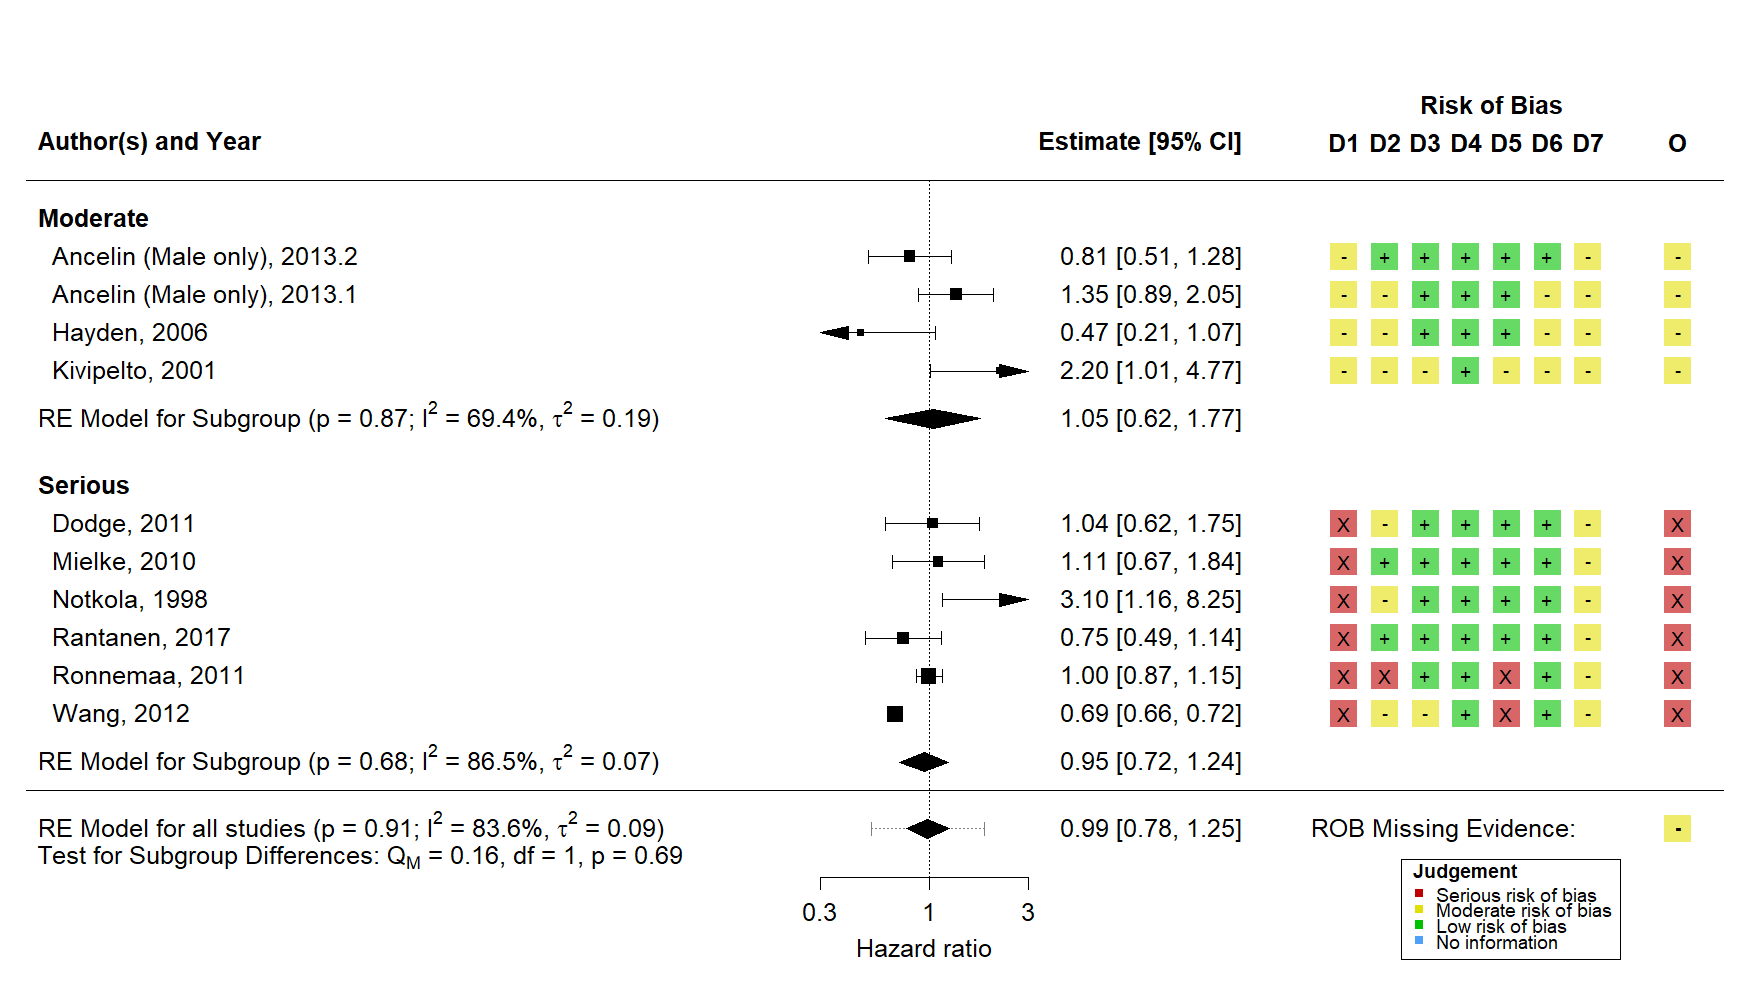 Risk of Bias
Author(s) and Year Estimate [95% CI] D1 D2 D3 D4 D5 D6 D7 O
Moderate
Ancelin (Male only), 2013.2 0.81 [0.51, 1.28] - + + + + + - -
Ancelin (Male only), 2013.1 1.35 [0.89, 2.05] - - + + + - - -
Hayden, 2006 0.47 [0.21, 1.07] - - + + + - - -
Kivipelto, 2001 2.20 [1.01, 4.77] - - - + - - - -
RE Model for Subgroup (p = 0.87; I² = 69.4%, τ² = 0.19) 1.05 [0.62, 1.77]
Serious
Dodge, 2011 1.04 [0.62, 1.75] X - + + + + - X
Mielke, 2010 1.11 [0.67, 1.84] X + + + + + - X
Notkola, 1998 3.10 [1.16, 8.25] X - + + + + - X
Rantanen, 2017 0.75 [0.49, 1.14] X + + + + + - X
Ronnemaa, 2011 1.00 [0.87, 1.15] X X + + X + - X
Wang, 2012 0.69 [0.66, 0.72] X - - + X + - X
RE Model for Subgroup (p = 0.68; I² = 86.5%, τ² = 0.07) 0.95 [0.72, 1.24]
RE Model for all studies (p = 0.91; I² = 83.6%, τ² = 0.09) 0.99 [0.78, 1.25] ROB Missing Evidence: -
Test for Subgroup Differences: Q_M = 0.16, df = 1, p = 0.69
0.3 1 3
Hazard ratio
Judgement
Serious risk of bias
Moderate risk of bias
Low risk of bias
No information